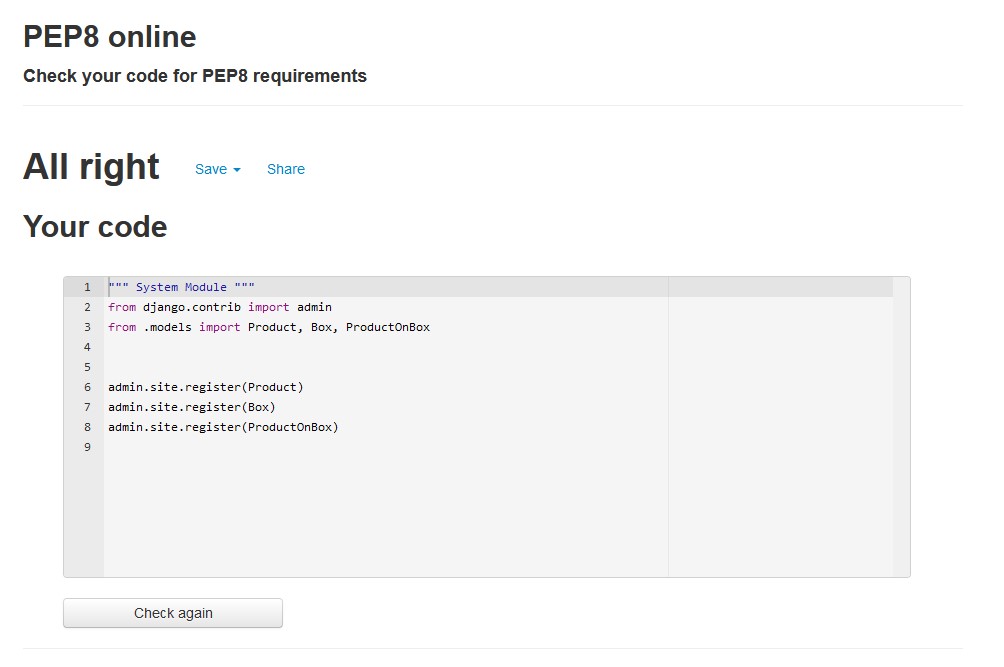 PEP8 online
Check your code for PEP8 requirements
All right Save Share
Your code
1 """ System Module """
2 from django.contrib import admin
3 from .models import Product, Box, ProductOnBox
4
5
6 admin.site.register(Product)
7 admin.site.register(Box)
8 admin.site.register(ProductOnBox)
9
Check again